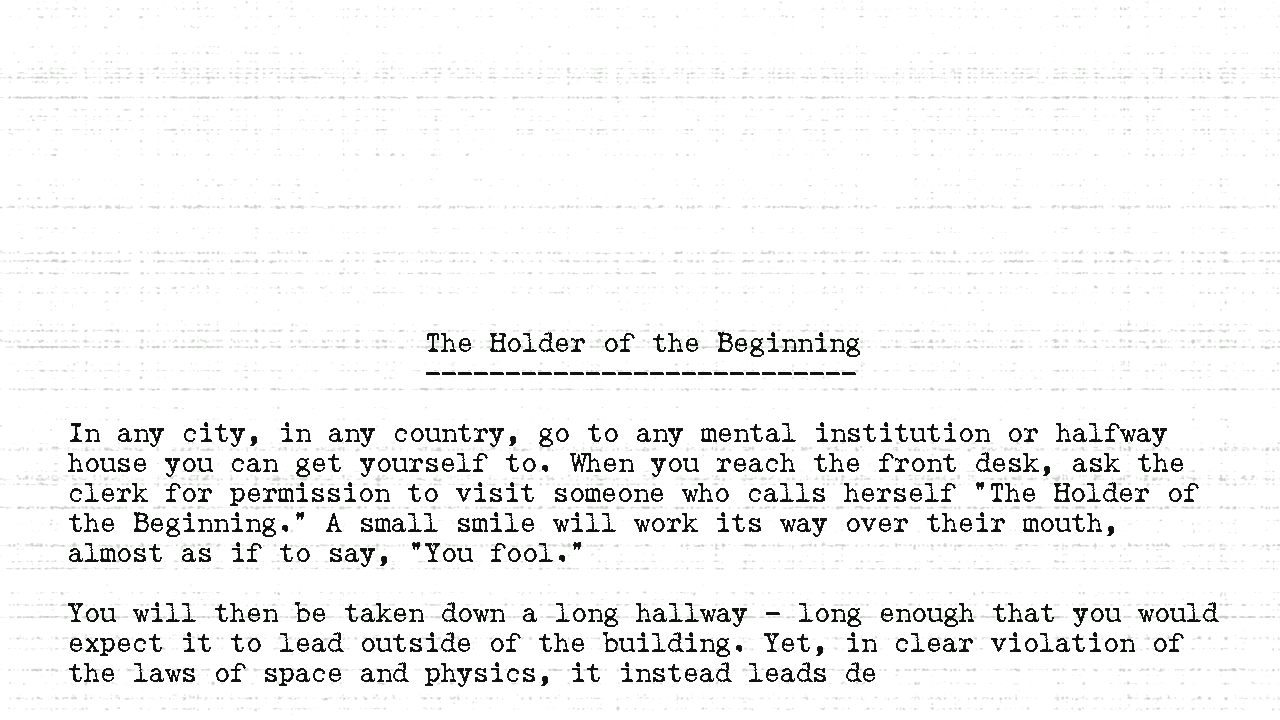 The Holder of the Beginning
---------------------------
In any city, in any country, go to any mental institution or halfway
house you can get yourself to. When you reach the front desk, ask the
clerk for permission to visit someone who calls herself "The Holder of
the Beginning." A small smile will work its way over their mouth,
almost as if to say, "You fool."
You will then be taken down a long hallway - long enough that you would
expect it to lead outside of the building. Yet, in clear violation of
the laws of space and physics, it instead leads de